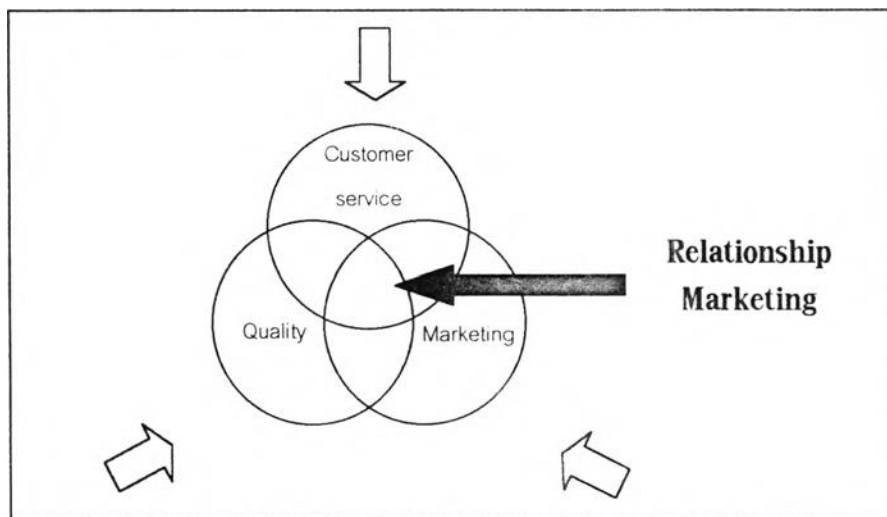 Customer
service
Relationship
Marketing
Quality
Marketing